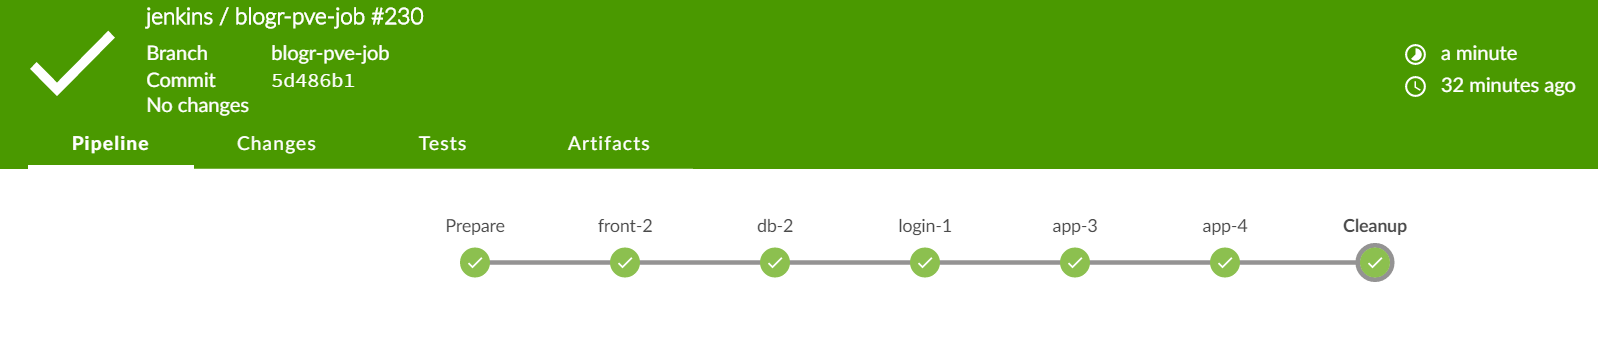 jenkins / blogr-pve-job #230
Branch blogr-pve-job
Commit 5d486b1
No changes
a minute
32 minutes ago
Pipeline Changes Tests Artifacts
Prepare front-2 db-2 login-1 app-3 app-4 Cleanup